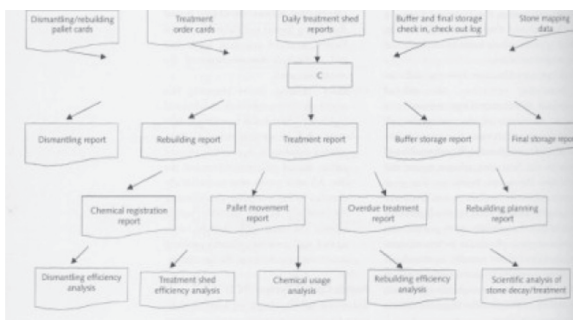 Dismantling/rebuilding
pallet cards
Treatment
order cards
Daily treatment shed
reports
Buffer and final storage
check in, check out log
Stone mapping
data
C
Dismantling report
Rebuilding report
Treatment report
Buffer storage report
Final storage repo
Chemical registration
report
Pallet movement
report
Overdue treatment
report
Rebuilding planning
report
Dismantling efficiency
analysis
Treatment shed
efficiency analysis
Chemical usage
analysis
Rebuilding efficiency
analysis
Scientific analysis of
stone decay/treatment